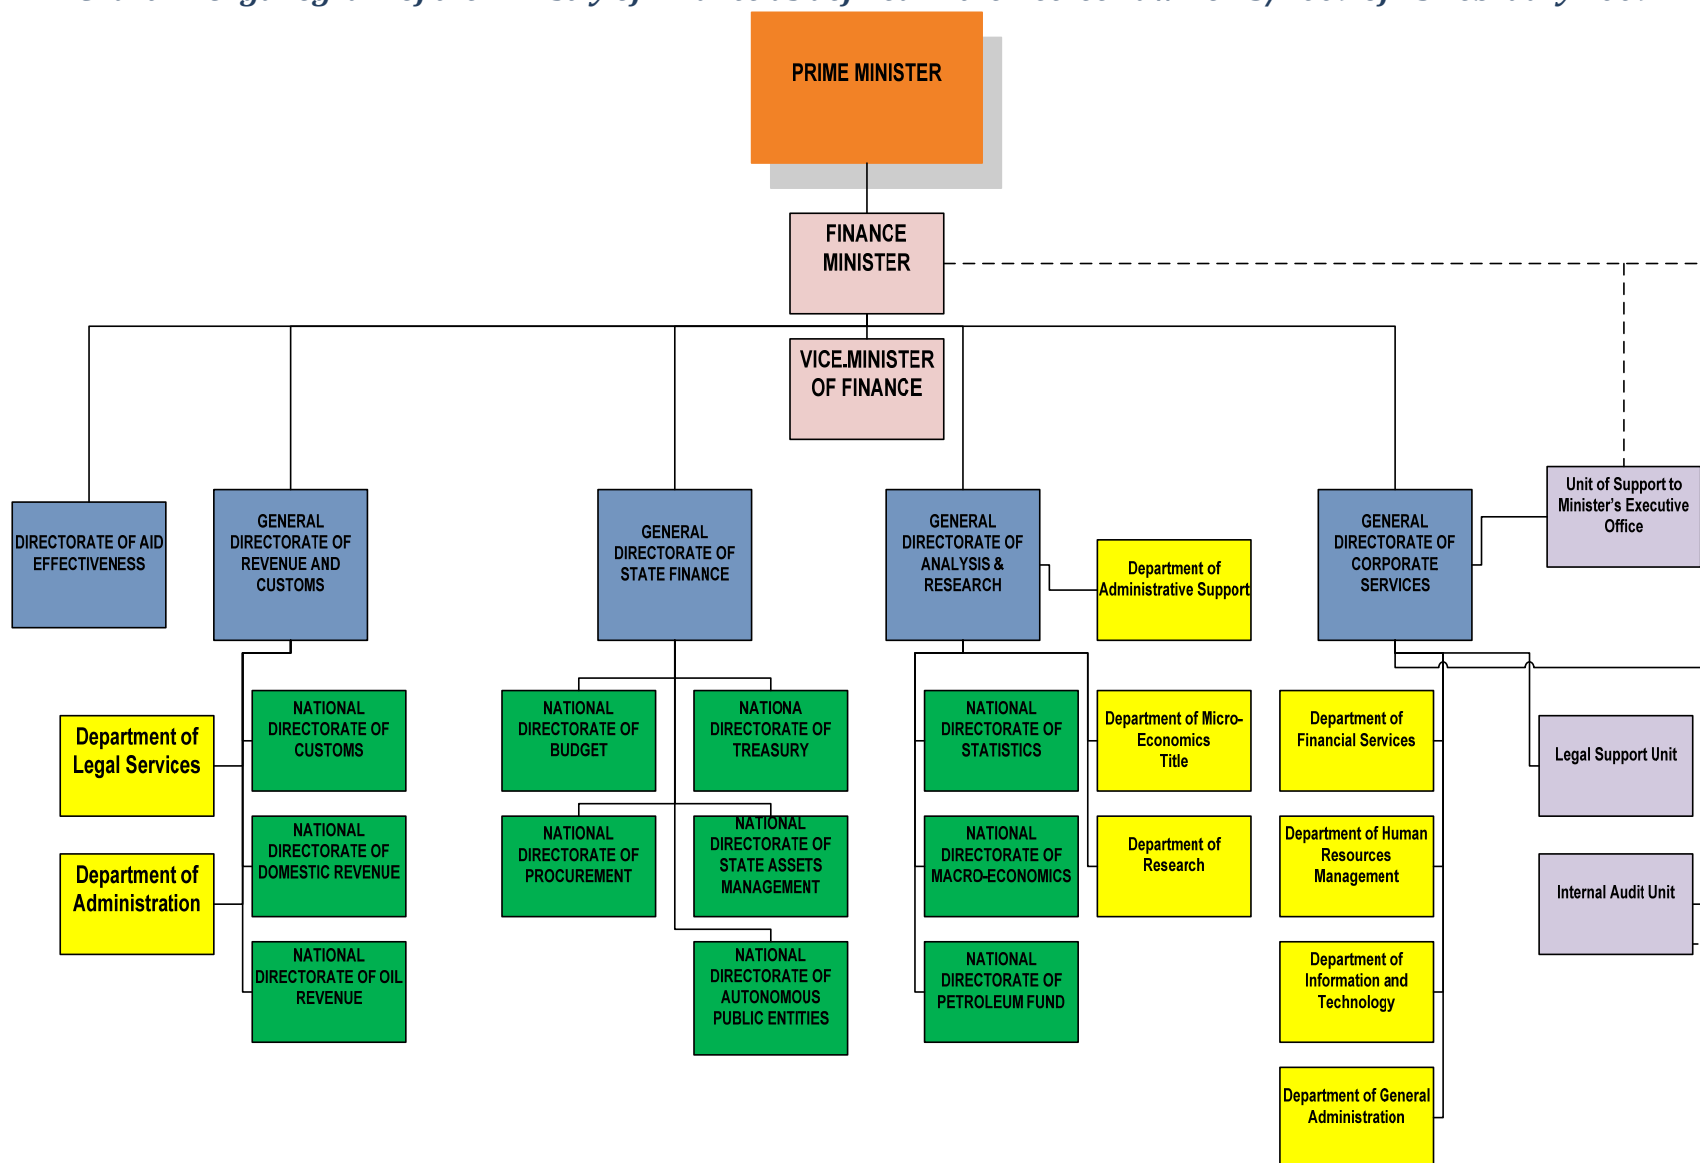 PRIME MINISTER
FINANCE
MINISTER
VICE-MINISTER
OF FINANCE
DIRECTORATE OF AID
EFFECTIVENESS
GENERAL
DIRECTORATE OF
REVENUE AND
CUSTOMS
GENERAL
DIRECTORATE OF
STATE FINANCE
GENERAL
DIRECTORATE OF
ANALYSIS &
RESEARCH
Department of
Administrative Support
GENERAL
DIRECTORATE OF
CORPORATE
SERVICES
Unit of Support to
Minister's Executive
Office
Department of
Legal Services
Department of
Administration
NATIONAL
DIRECTORATE OF
CUSTOMS
NATIONAL
DIRECTORATE OF
DOMESTIC REVENUE
NATIONAL
DIRECTORATE OF OIL
REVENUE
NATIONAL
DIRECTORATE OF
BUDGET
NATIONA
DIRECTORATE OF
TREASURY
NATIONAL
DIRECTORATE OF
PROCUREMENT
NATIONAL
DIRECTORATE OF
STATE ASSETS
MANAGEMENT
NATIONAL
DIRECTORATE OF
AUTONOMOUS
PUBLIC ENTITIES
NATIONAL
DIRECTORATE OF
STATISTICS
NATIONAL
DIRECTORATE OF
MACRO-ECONOMICS
NATIONAL
DIRECTORATE OF
PETROLEUM FUND
Department of Micro-
Economics
Title
Department of
Research
Department of
Financial Services
Department of Human
Resources
Management
Department of
Information and
Technology
Department of General
Administration
Legal Support Unit
Internal Audit Unit